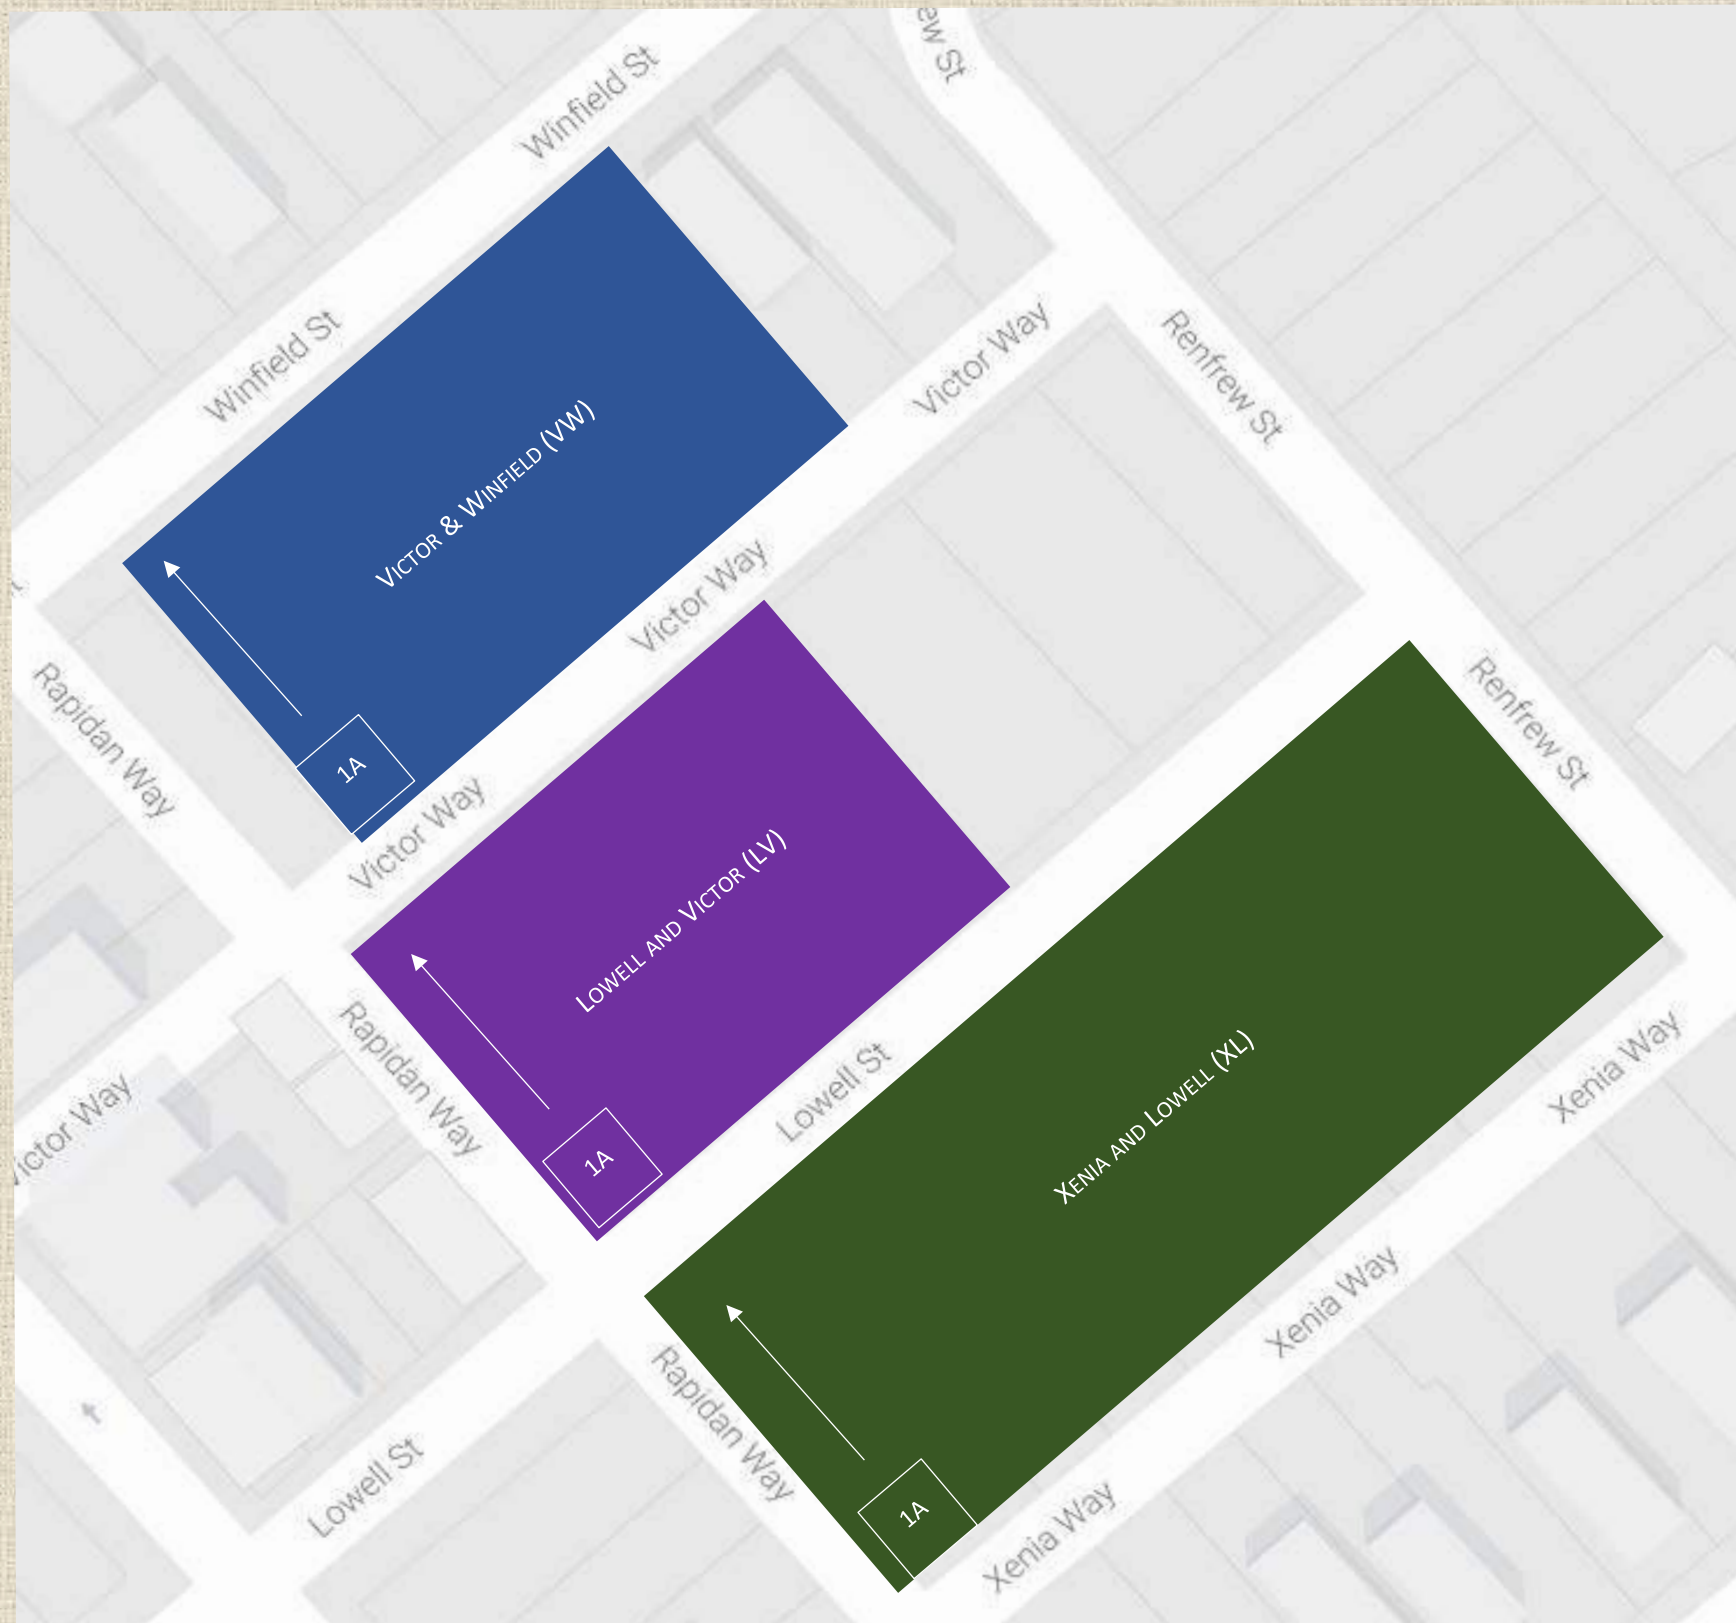 Winfield St
ew St
Winfield St
Renfrew St
Victor Way
VICTOR & WINFIELD (VW)
Victor Way
Rapidan Way
1A
Renfrew St
Victor Way
LOWELL AND VICTOR (LV)
Rapidan Way
ictor Way
1A
Lowell St
XENIA AND LOWELL (XL)
Xenia Way
Xenia Way
Rapidan Way
Lowell St
1A
Xenia Way